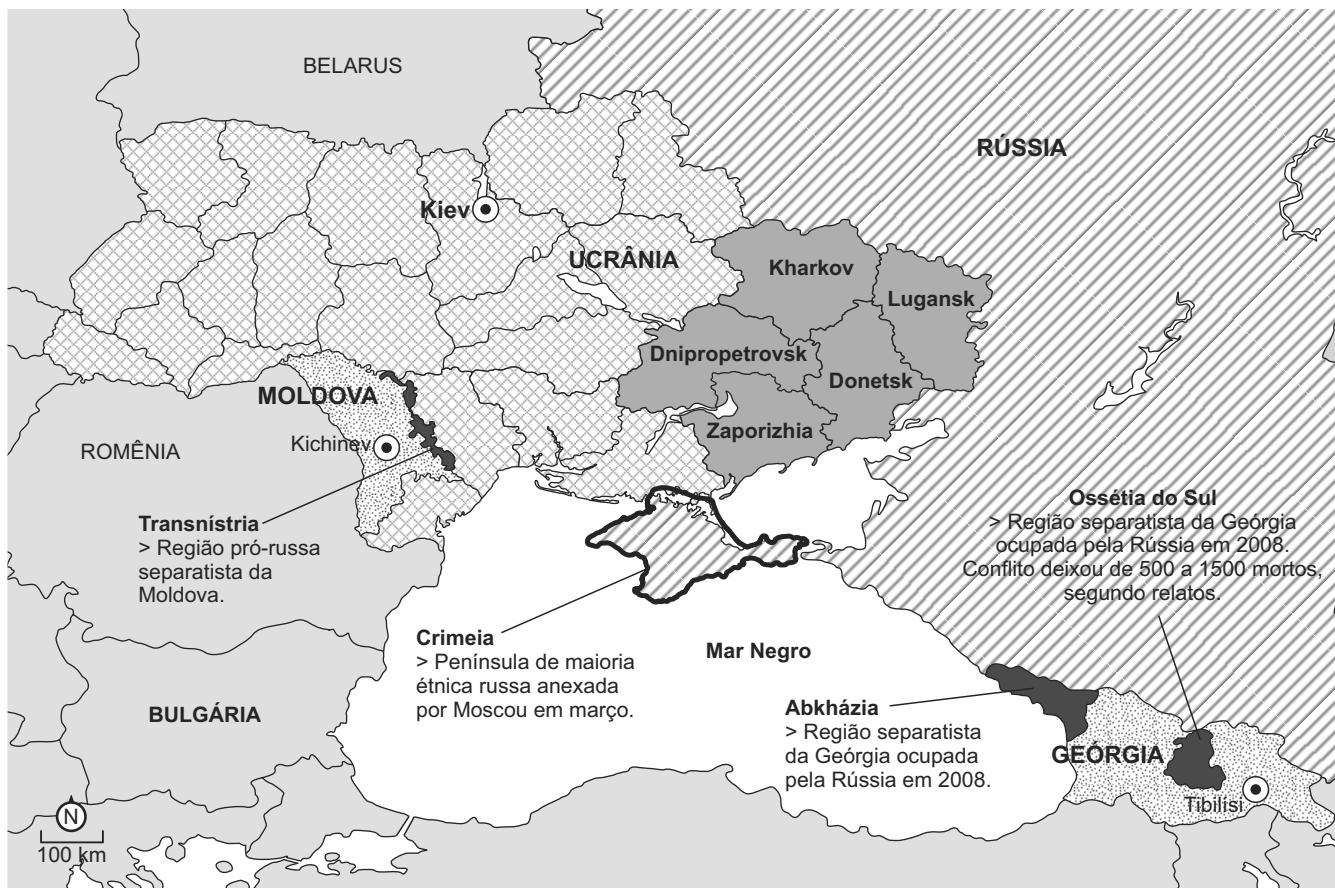 BELARUS
RÚSSIA
Kiev
UCRÂNIA
Kharkov
Lugansk
Dnipropetrovsk
Donetsk
MOLDOVA
Zaporizhia
Kichinev
ROMÊNIA
Transnístria
> Região pró-russa
separatista da
Moldova.
Ossétia do Sul
> Região separatista da Geórgia
ocupada pela Rússia em 2008.
Conflito deixou de 500 a 1500 mortos,
segundo relatos.
Crimeia
> Península de maioria
étnica russa anexada
por Moscou em março.
Mar Negro
BULGÁRIA
Abkházia
> Região separatista
da Geórgia ocupada
pela Rússia em 2008.
GEÓRGIA
Tibilisi
N
100 km